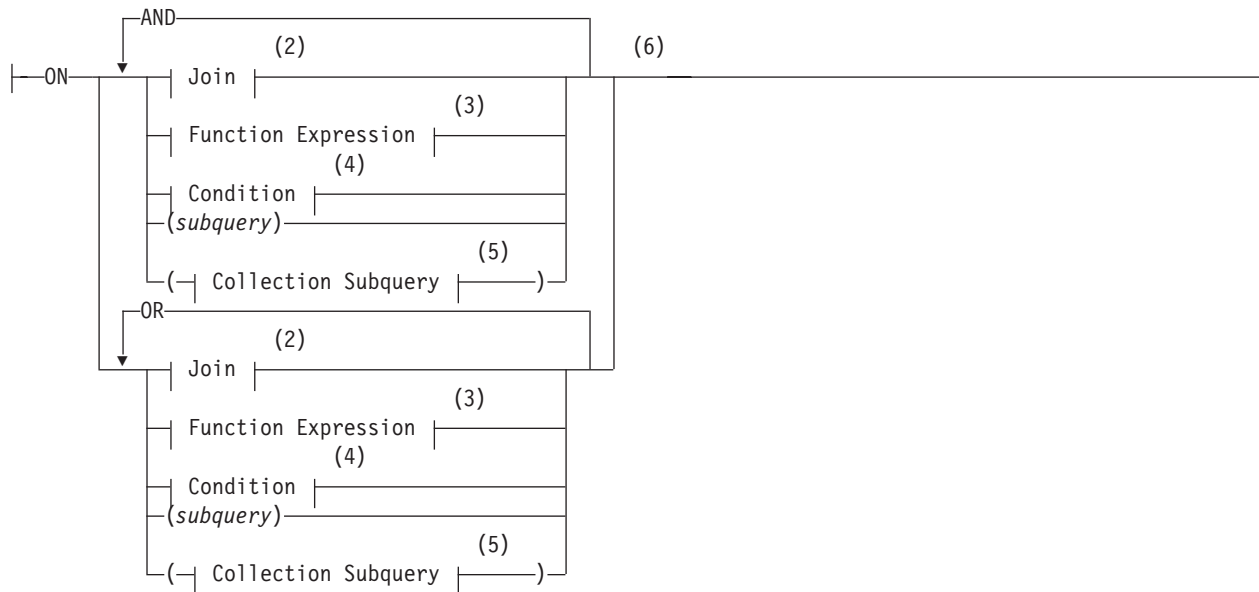 AND
(2) (6)
ON Join
(3)
Function Expression
(4)
Condition
(subquery)
(5)
( Collection Subquery )
OR
(2)
Join
(3)
Function Expression
(4)
Condition
(subquery)
(5)
( Collection Subquery )